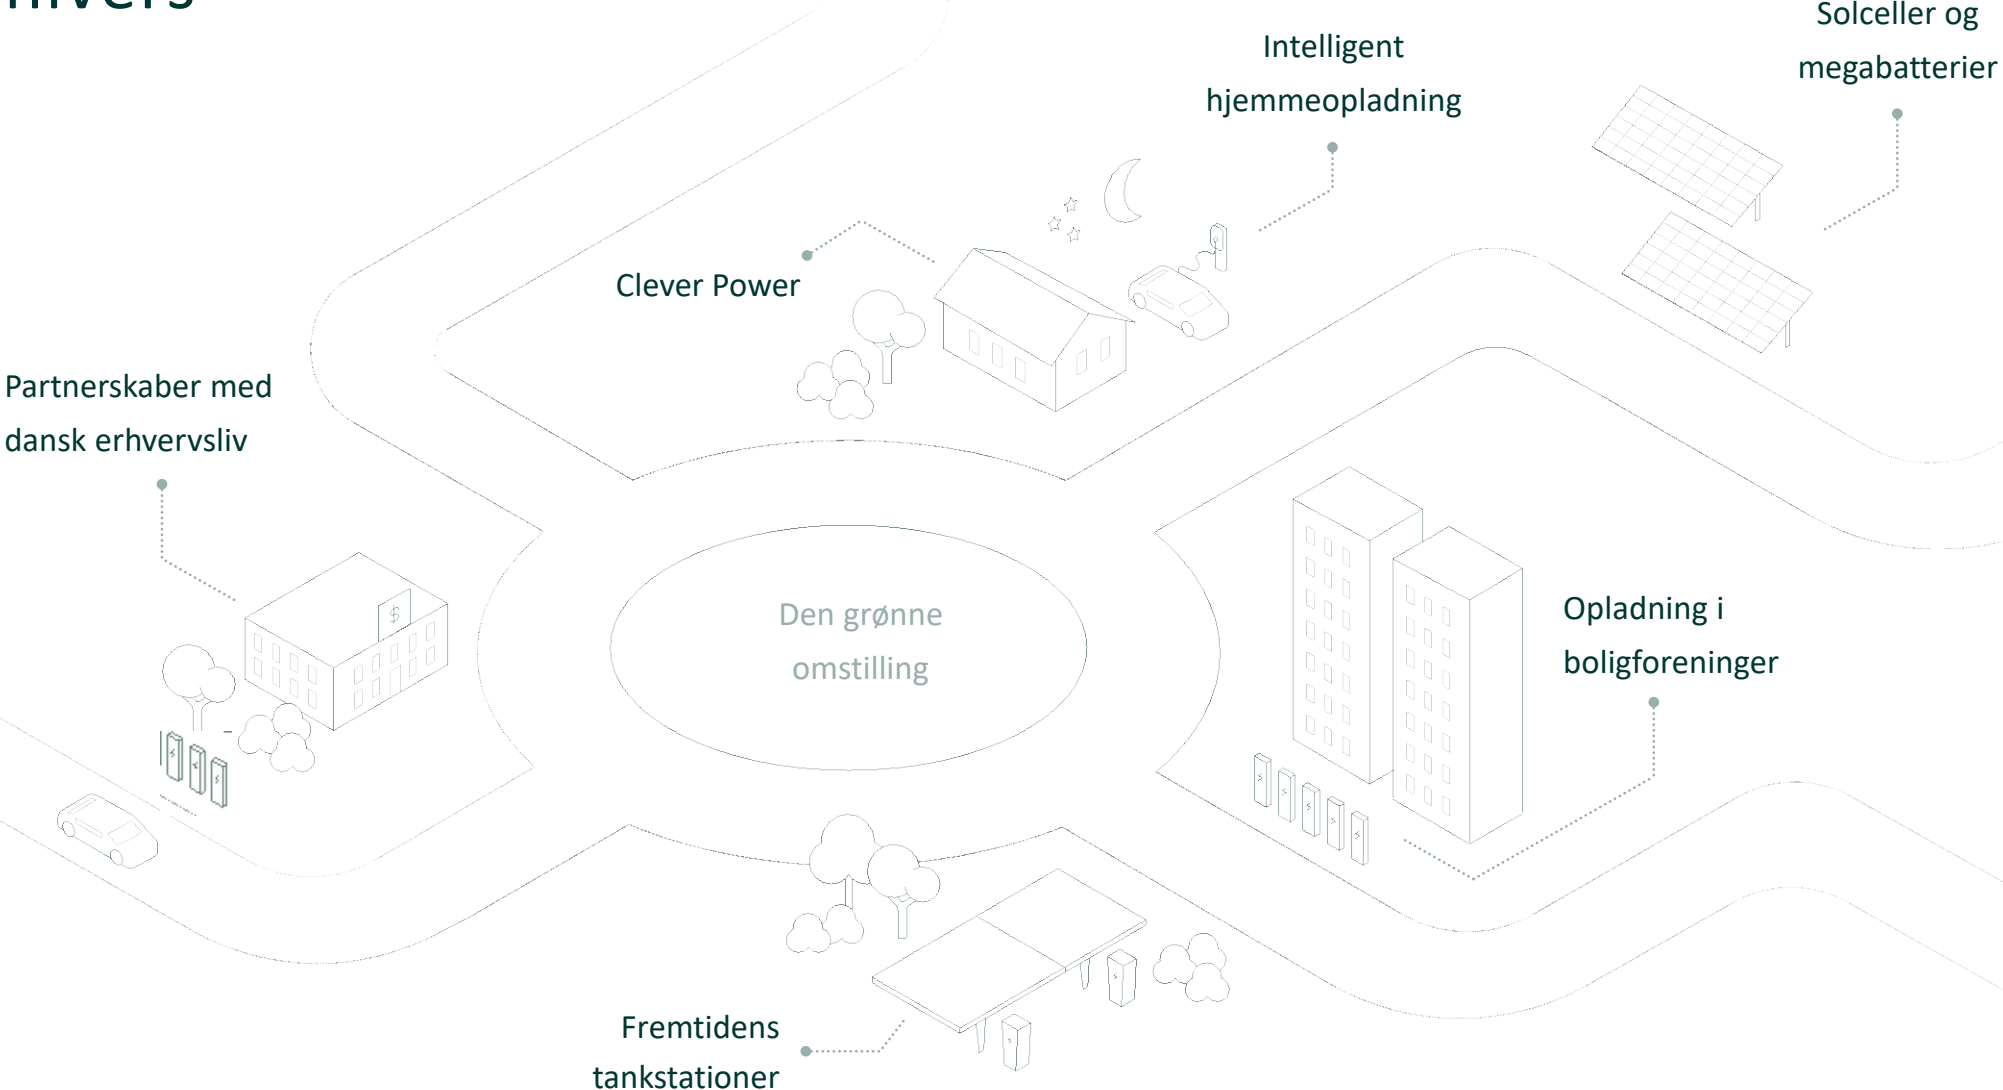 Solceller og
megabatterier
Intelligent
hjemmeopladning
Clever Power
Partnerskaber med
dansk erhvervsliv
$
Den grønne
omstilling
Opladning i
boligforeninger
Fremtidens
tankstationer